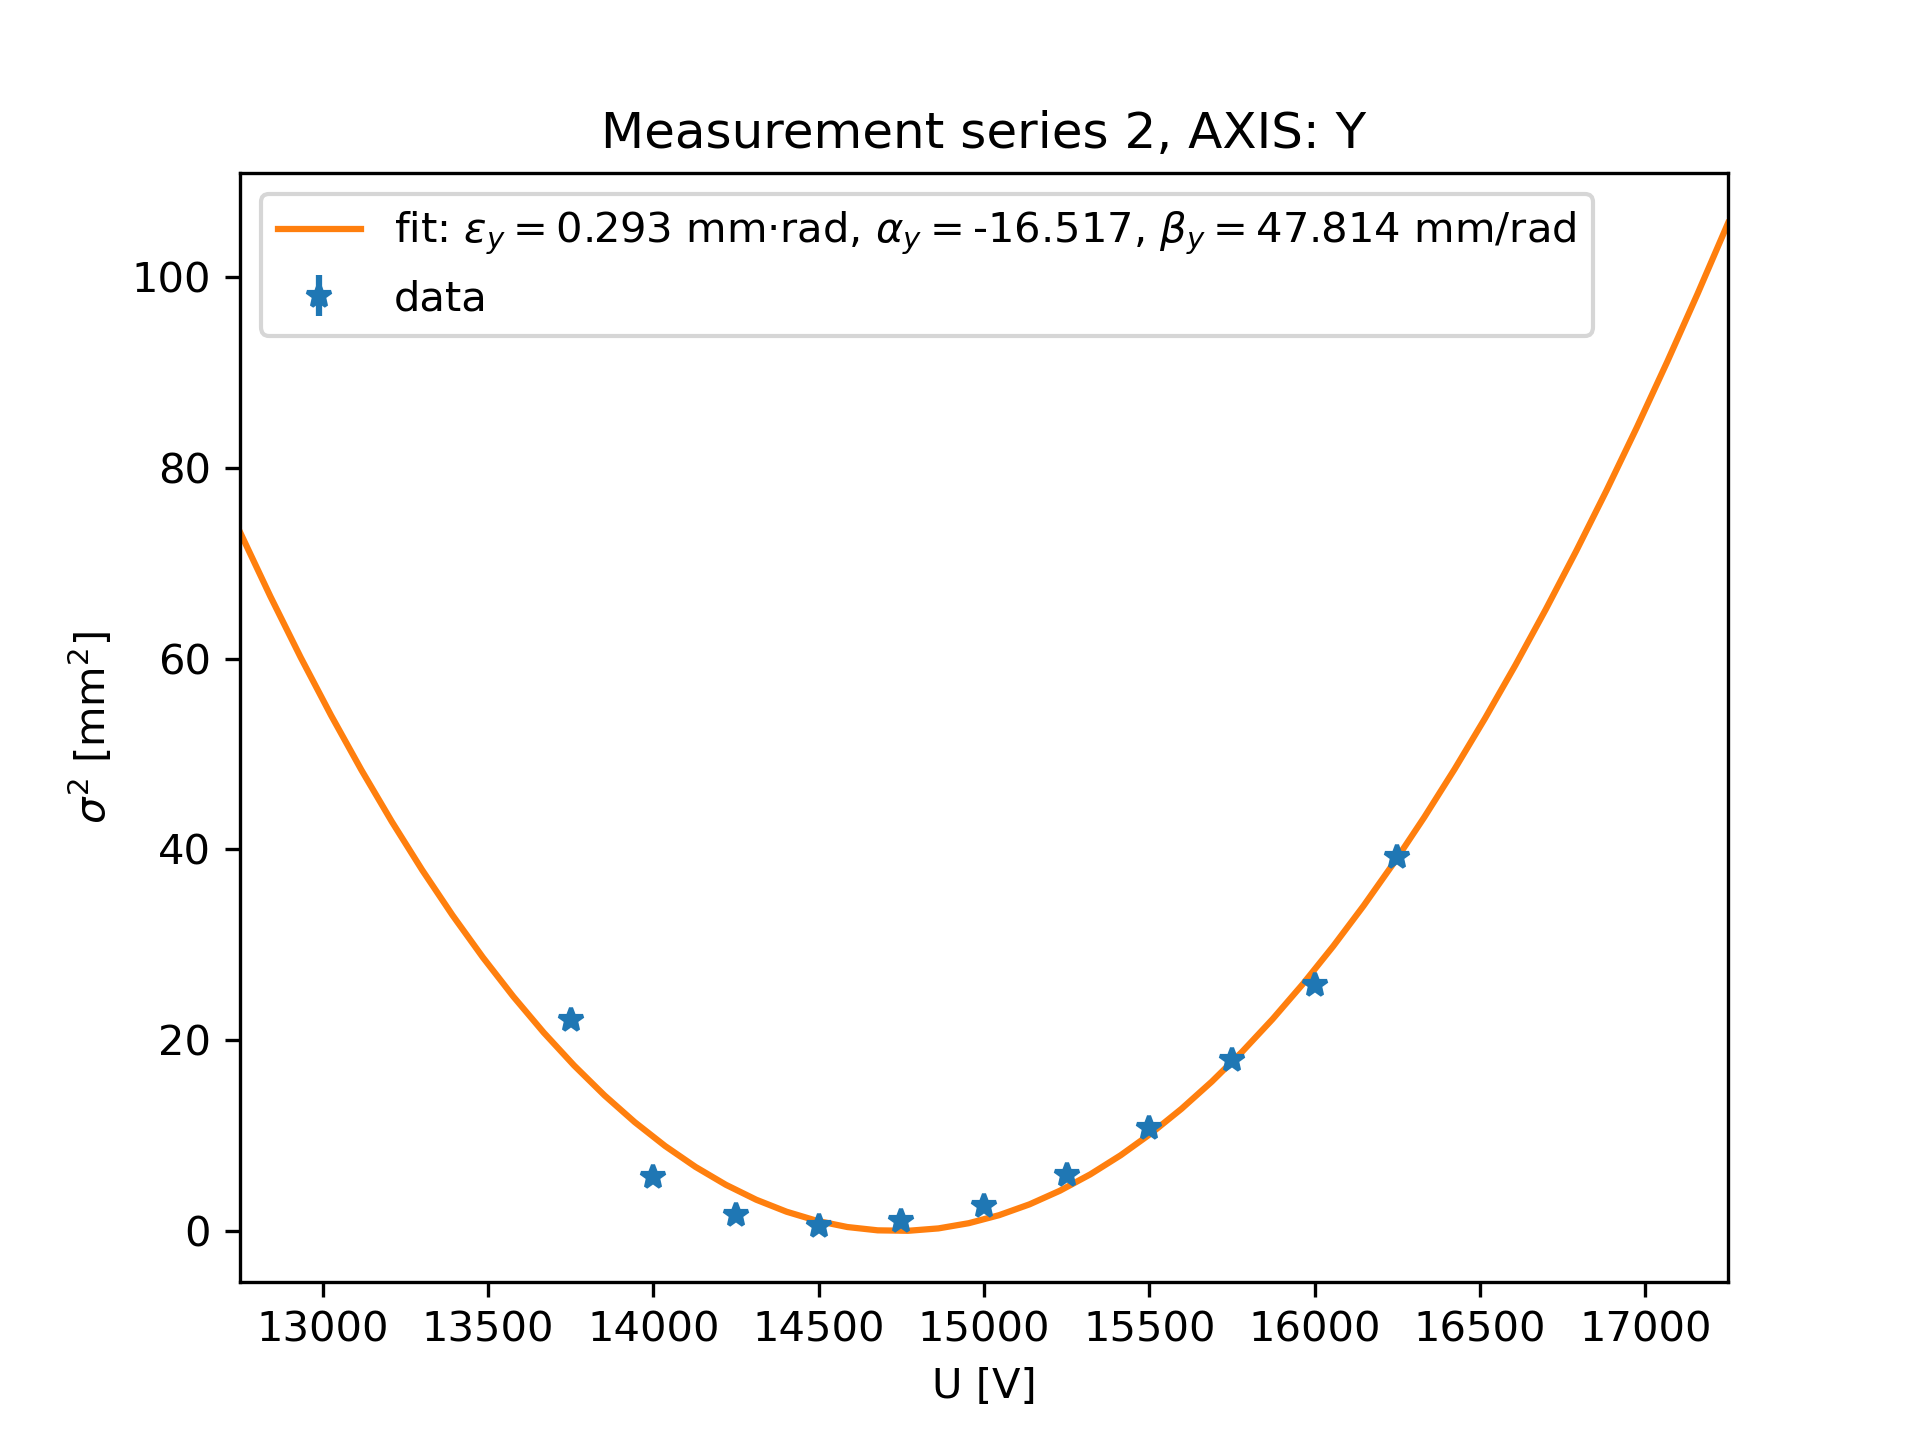 Measurement series 2, AXIS: Y
fit: εy = 0.293 mm·rad, αy = -16.517, βy = 47.814 mm/rad
data
100
80
60
40
20
0
σ² [mm²]
13000 13500 14000 14500 15000 15500 16000 16500 17000
U [V]